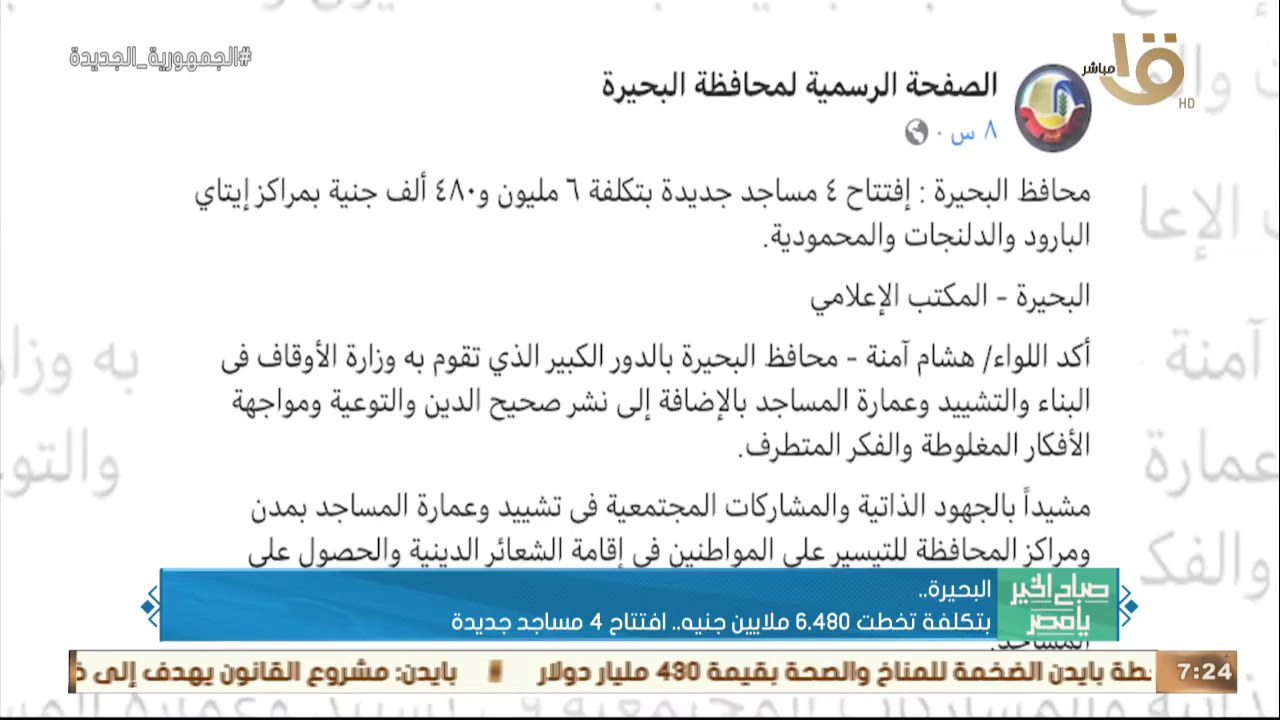 #الجمهورية_الجديدة
مباشر
HD
الصفحة الرسمية لمحافظة البحيرة
٨ س
محافظ البحيرة : إفتتاح ٤ مساجد جديدة بتكلفة ٦ مليون و٤٨٠ ألف جنية بمراكز إيتاي
البارود والدلنجات والمحمودية.
البحيرة - المكتب الإعلامي
أكد اللواء/ هشام آمنة - محافظ البحيرة بالدور الكبير الذي تقوم به وزارة الأوقاف فى
البناء والتشييد وعمارة المساجد بالإضافة إلى نشر صحيح الدين والتوعية ومواجهة
الأفكار المغلوطة والفكر المتطرف.
مشيداً بالجهود الذاتية والمشاركات المجتمعية فى تشييد وعمارة المساجد بمدن
ومراكز المحافظة للتيسير على المواطنين فى إقامة الشعائر الدينية والحصول على
صباح الخير
يا مصر
البحيرة..
بتكلفة تخطت 6.480 ملايين جنيه.. افتتاح 4 مساجد جديدة
المساجد.
7:24
خطة بايدن الضخمة للمناخ والصحة بقيمة 430 مليار دولار
بايدن: مشروع القانون يهدف إلى